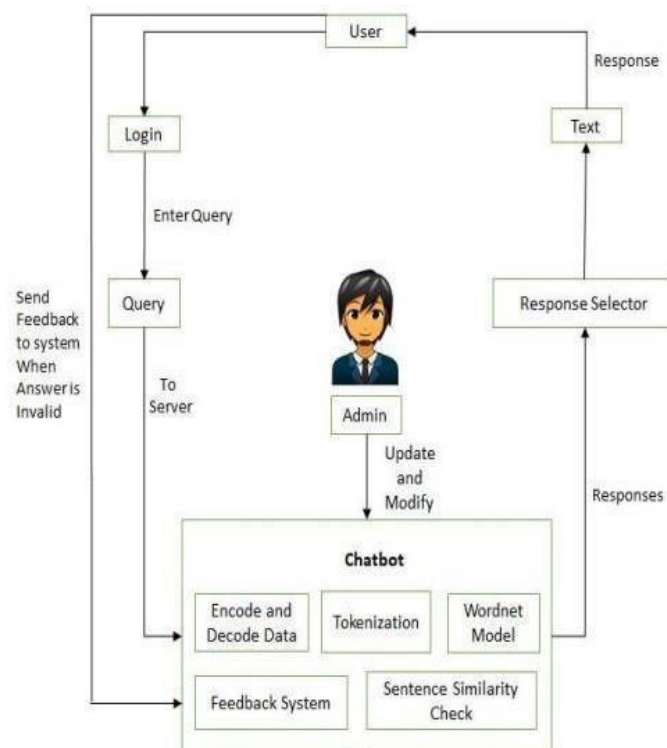 User
Response
Login
Text
Enter Query
Send
Feedback
to system
When
Answer is
Invalid
Query
Response Selector
To
Server
Admin
Update
and
Modify
Responses
Chatbot
Encode and
Decode Data
Tokenization
Wordnet
Model
Feedback System
Sentence Similarity
Check